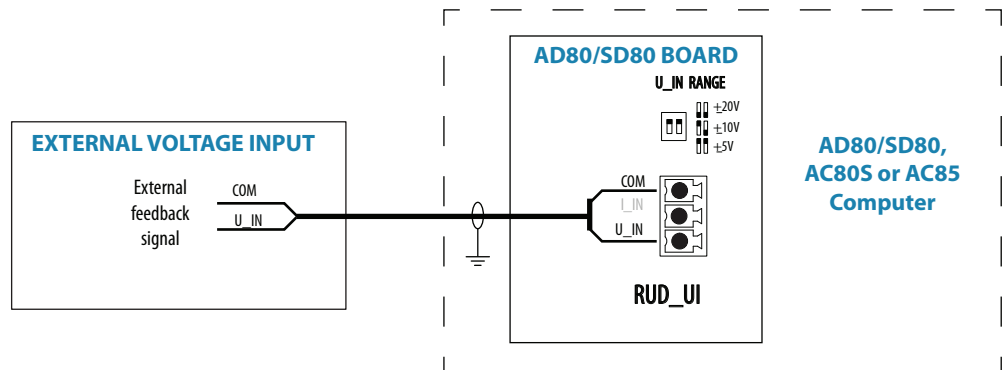 AD80/SD80 BOARD
U_IN RANGE
±20V
±10V
±5V
EXTERNAL VOLTAGE INPUT
External
feedback
signal
COM
U_IN
COM
I_IN
U_IN
RUD_UI
AD80/SD80,
AC80S or AC85
Computer